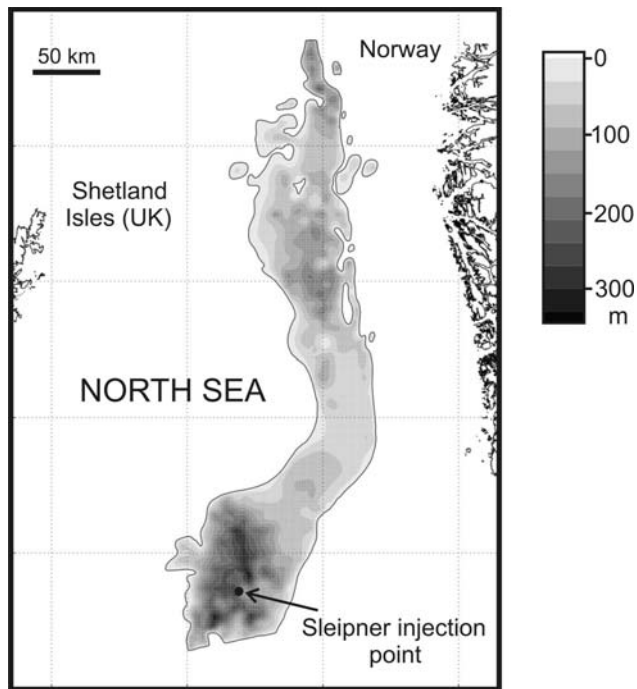 50 km
Norway
Shetland
Isles (UK)
NORTH SEA
Sleipner injection
point
0
100
200
300
m